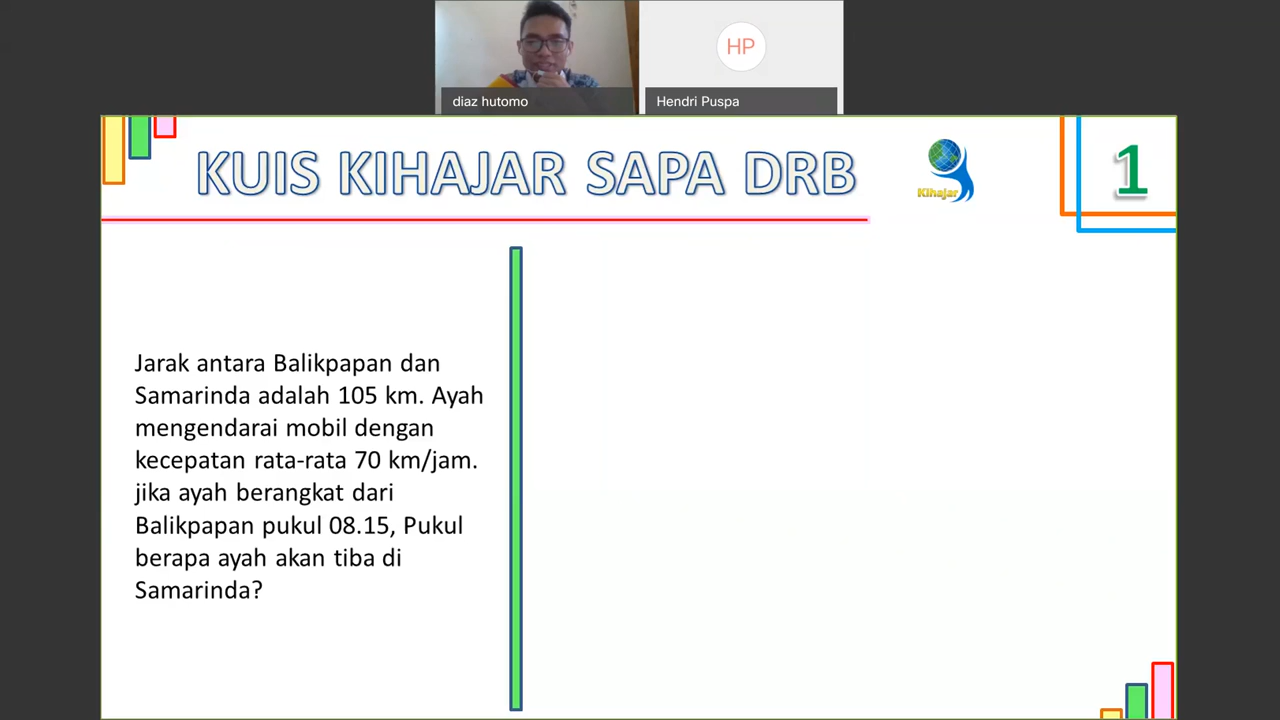 diaz hutomo
HP
Hendri Puspa
KUIS KIHAJAR SAPA DRB
Kihajar
1
Jarak antara Balikpapan dan
Samarinda adalah 105 km. Ayah
mengendarai mobil dengan
kecepatan rata-rata 70 km/jam.
jika ayah berangkat dari
Balikpapan pukul 08.15, Pukul
berapa ayah akan tiba di
Samarinda?